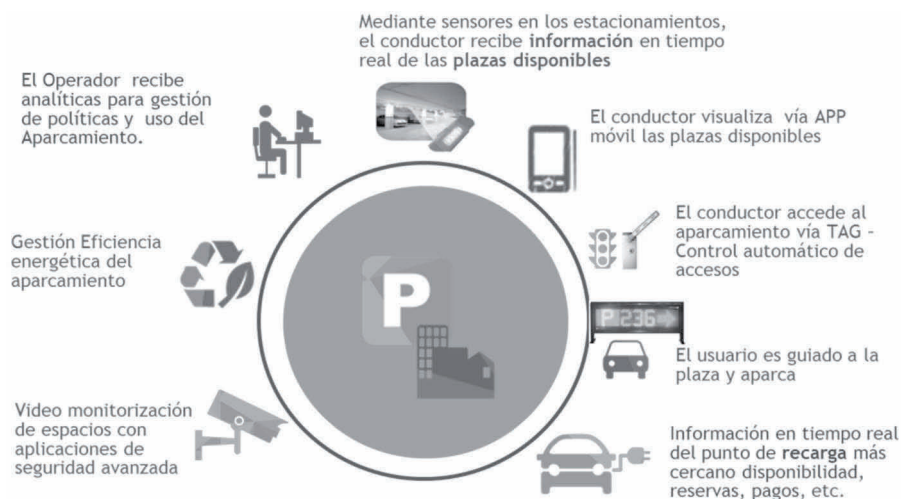 Mediante sensores en los estacionamientos,
el conductor recibe información en tiempo
real de las plazas disponibles
El Operador recibe
analíticas para gestión
de políticas y uso del
Aparcamiento.
El conductor visualiza vía APP
móvil las plazas disponibles
El conductor accede al
aparcamiento vía TAG -
Control automático de
accesos
Gestión Eficiencia
energética del
aparcamiento
P
P 236
El usuario es guiado a la
plaza y aparca
Video monitorización
de espacios con
aplicaciones de
seguridad avanzada
Información en tiempo real
del punto de recarga más
cercano disponibilidad,
reservas, pagos, etc.